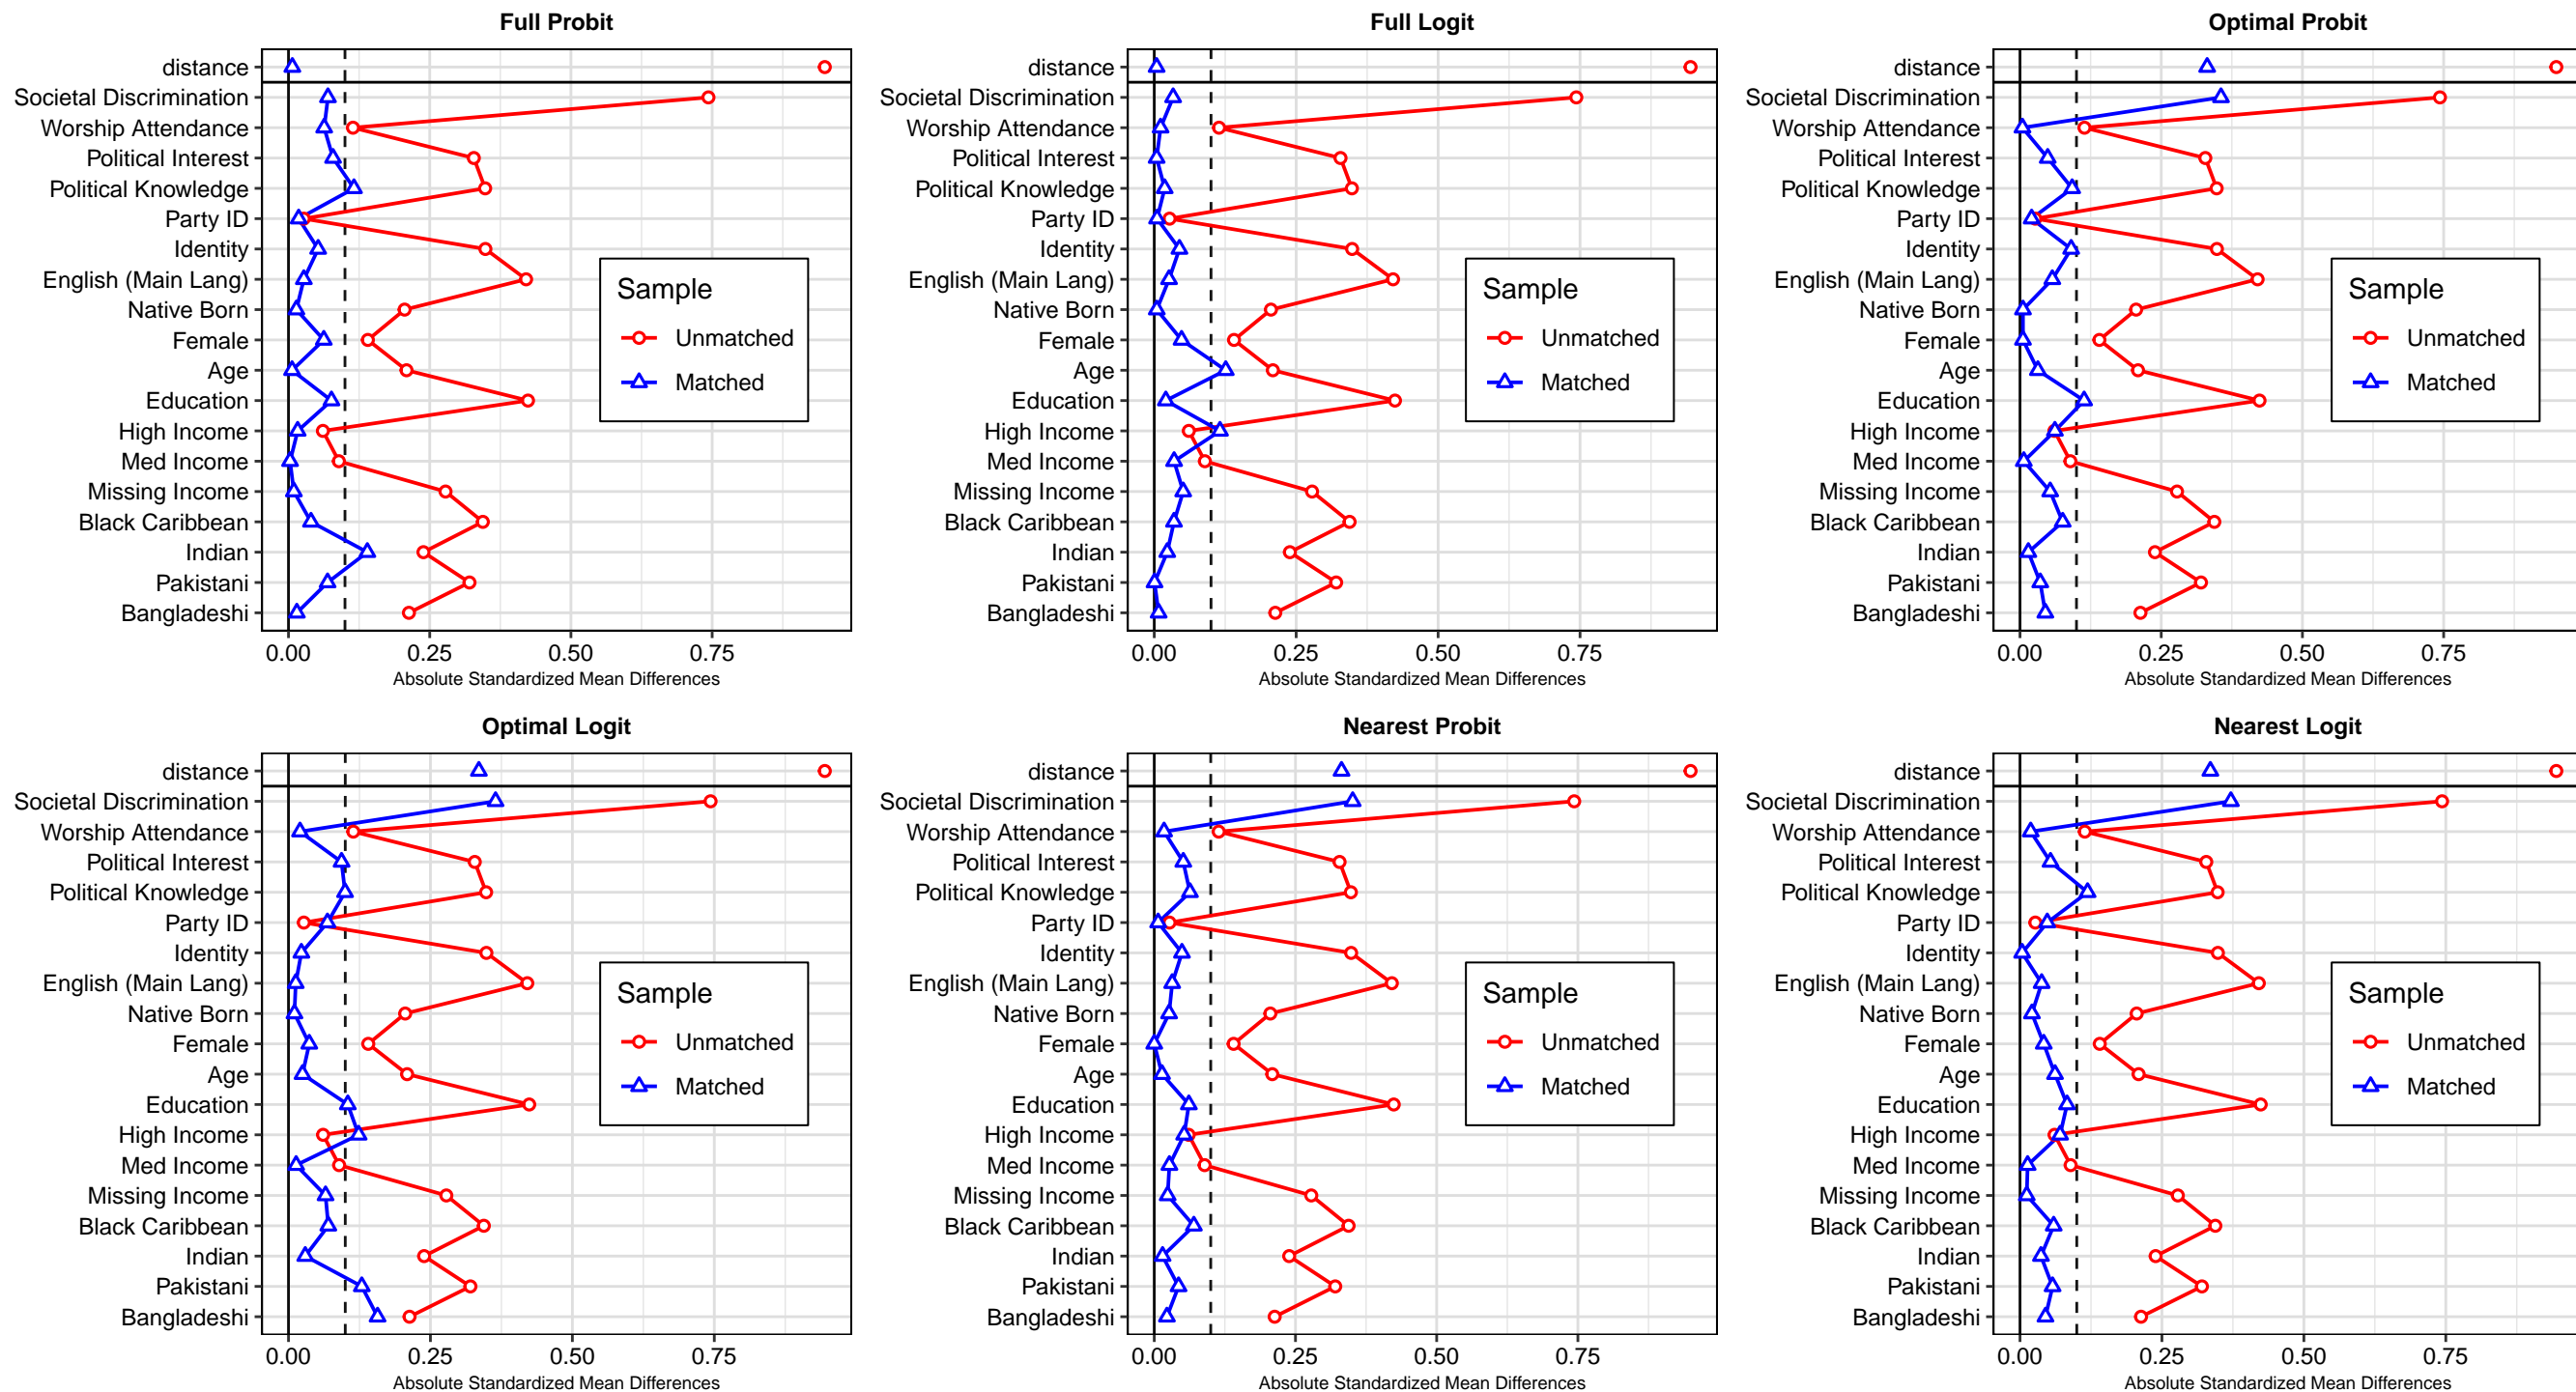 Full Probit
distance
Societal Discrimination
Worship Attendance
Political Interest
Political Knowledge
Party ID
Identity
English (Main Lang)
Native Born
Female
Age
Education
High Income
Med Income
Missing Income
Black Caribbean
Indian
Pakistani
Bangladeshi
Sample
Unmatched
Matched
0.00 0.25 0.50 0.75
Absolute Standardized Mean Differences
Full Logit
distance
Societal Discrimination
Worship Attendance
Political Interest
Political Knowledge
Party ID
Identity
English (Main Lang)
Native Born
Female
Age
Education
High Income
Med Income
Missing Income
Black Caribbean
Indian
Pakistani
Bangladeshi
Sample
Unmatched
Matched
0.00 0.25 0.50 0.75
Absolute Standardized Mean Differences
Optimal Probit
distance
Societal Discrimination
Worship Attendance
Political Interest
Political Knowledge
Party ID
Identity
English (Main Lang)
Native Born
Female
Age
Education
High Income
Med Income
Missing Income
Black Caribbean
Indian
Pakistani
Bangladeshi
Sample
Unmatched
Matched
0.00 0.25 0.50 0.75
Absolute Standardized Mean Differences
Optimal Logit
distance
Societal Discrimination
Worship Attendance
Political Interest
Political Knowledge
Party ID
Identity
English (Main Lang)
Native Born
Female
Age
Education
High Income
Med Income
Missing Income
Black Caribbean
Indian
Pakistani
Bangladeshi
Sample
Unmatched
Matched
0.00 0.25 0.50 0.75
Absolute Standardized Mean Differences
Nearest Probit
distance
Societal Discrimination
Worship Attendance
Political Interest
Political Knowledge
Party ID
Identity
English (Main Lang)
Native Born
Female
Age
Education
High Income
Med Income
Missing Income
Black Caribbean
Indian
Pakistani
Bangladeshi
Sample
Unmatched
Matched
0.00 0.25 0.50 0.75
Absolute Standardized Mean Differences
Nearest Logit
distance
Societal Discrimination
Worship Attendance
Political Interest
Political Knowledge
Party ID
Identity
English (Main Lang)
Native Born
Female
Age
Education
High Income
Med Income
Missing Income
Black Caribbean
Indian
Pakistani
Bangladeshi
Sample
Unmatched
Matched
0.00 0.25 0.50 0.75
Absolute Standardized Mean Differences